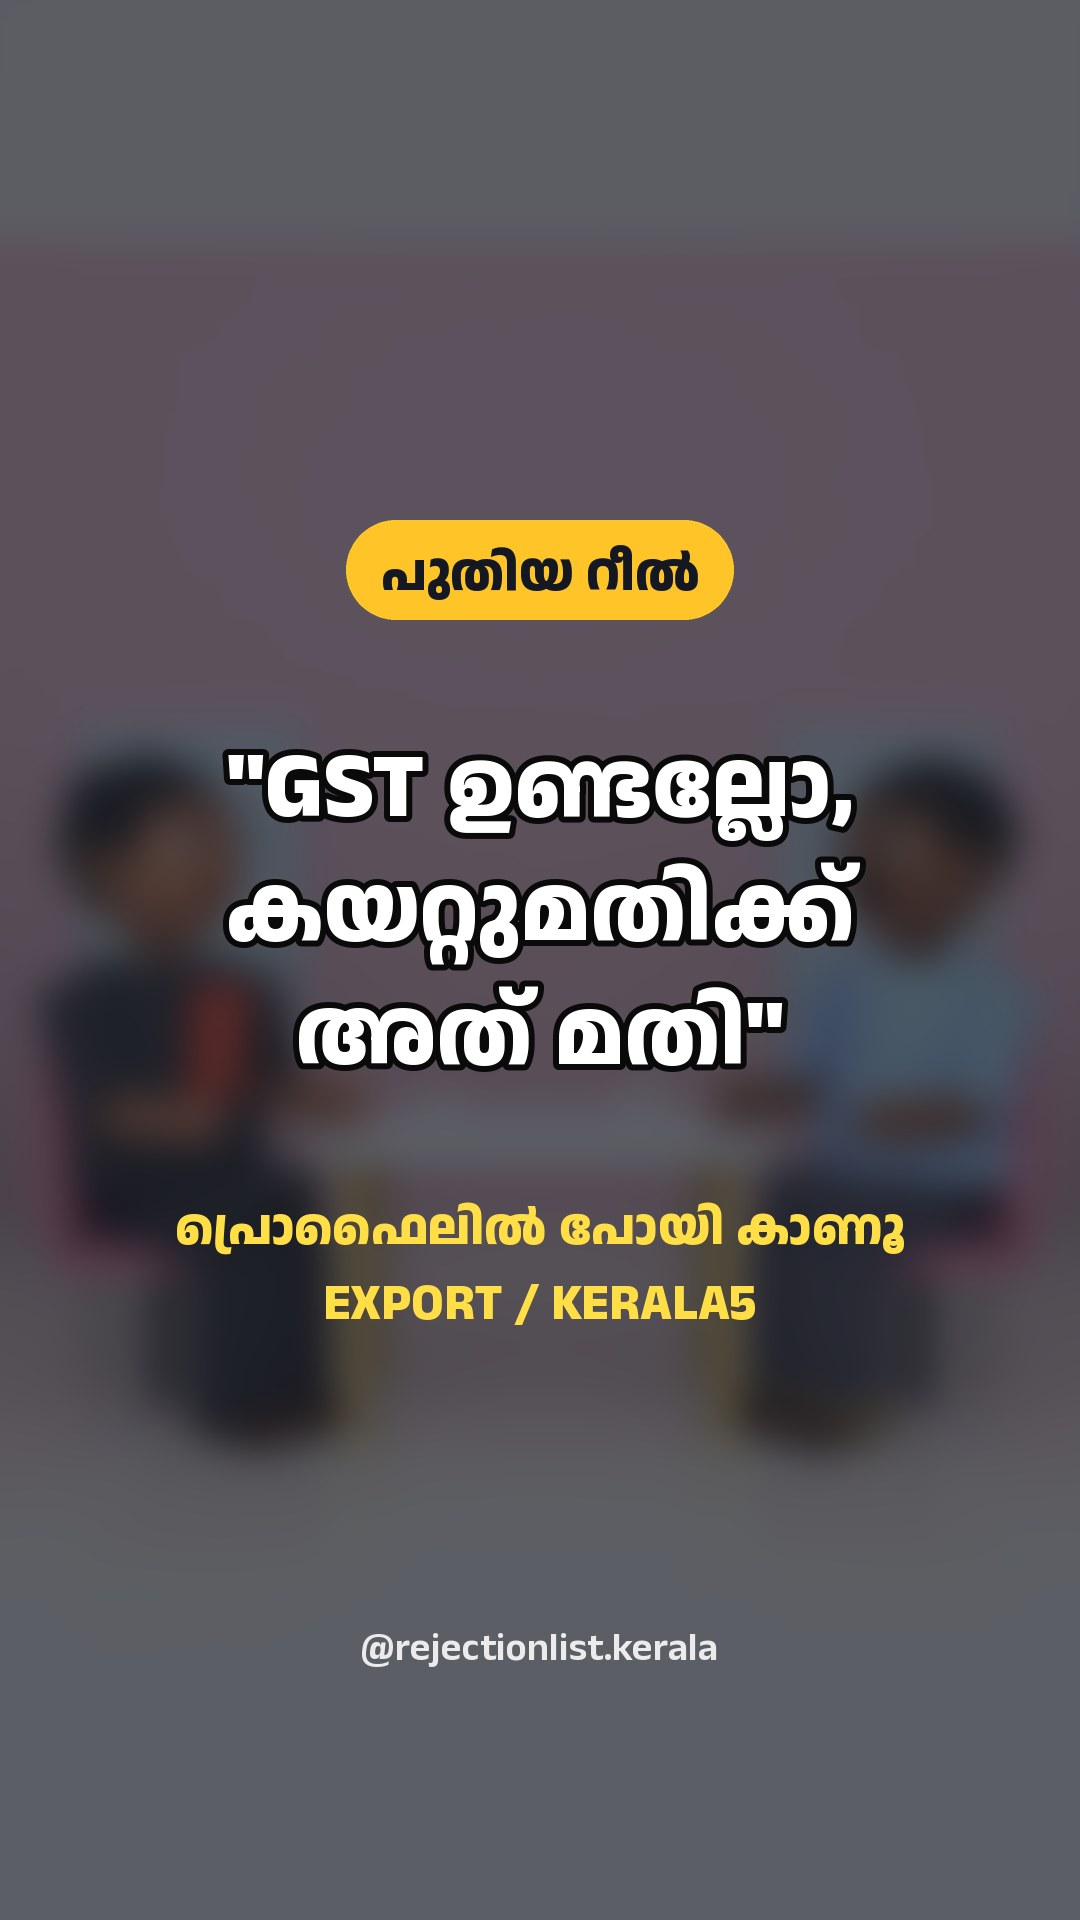 പുതിയ റീൽ
"GST ഉണ്ടല്ലോ,
കയറ്റുമതിക്ക്
അത് മതി"
പ്രൊഫൈലിൽ പോയി കാണൂ
EXPORT / KERALA5
@rejectionlist.kerala